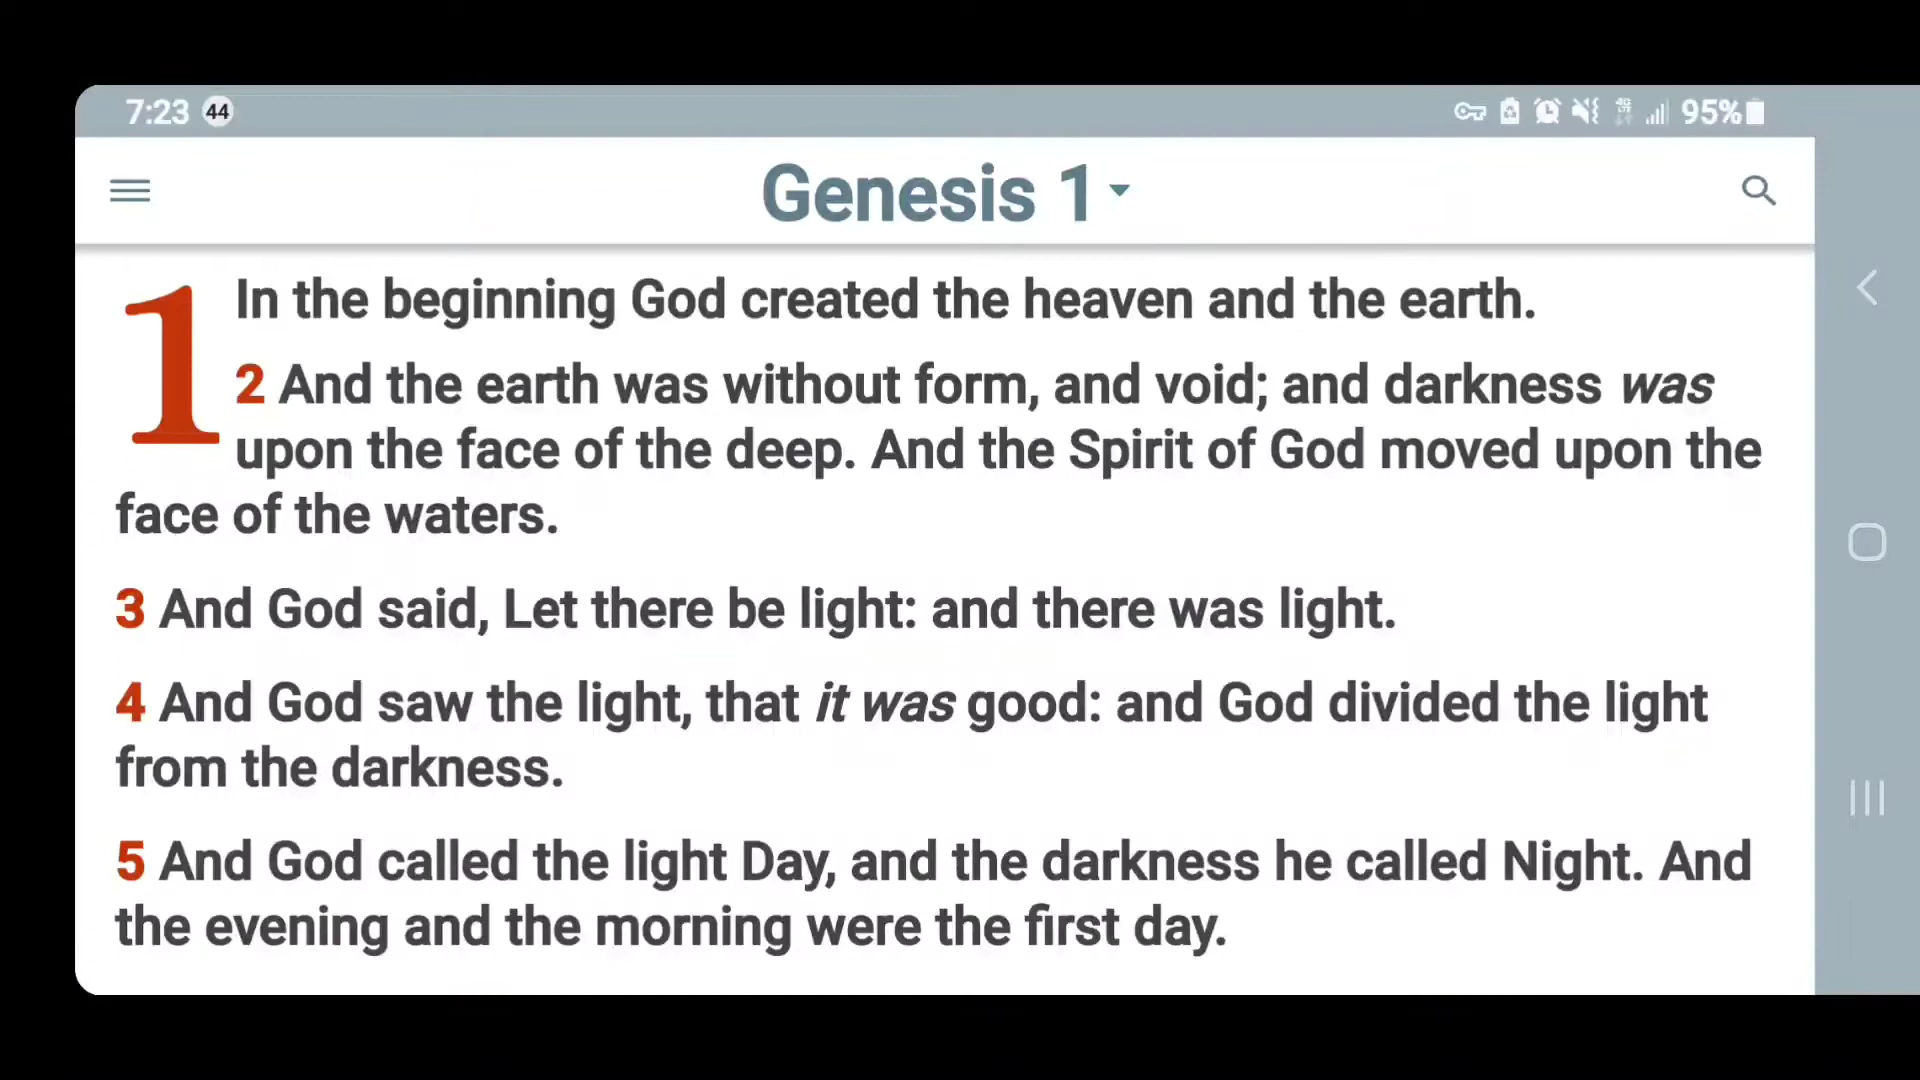 7:23 44 95%
Genesis 1
1 In the beginning God created the heaven and the earth.
2 And the earth was without form, and void; and darkness was
upon the face of the deep. And the Spirit of God moved upon the
face of the waters.
3 And God said, Let there be light: and there was light.
4 And God saw the light, that it was good: and God divided the light
from the darkness.
5 And God called the light Day, and the darkness he called Night. And
the evening and the morning were the first day.